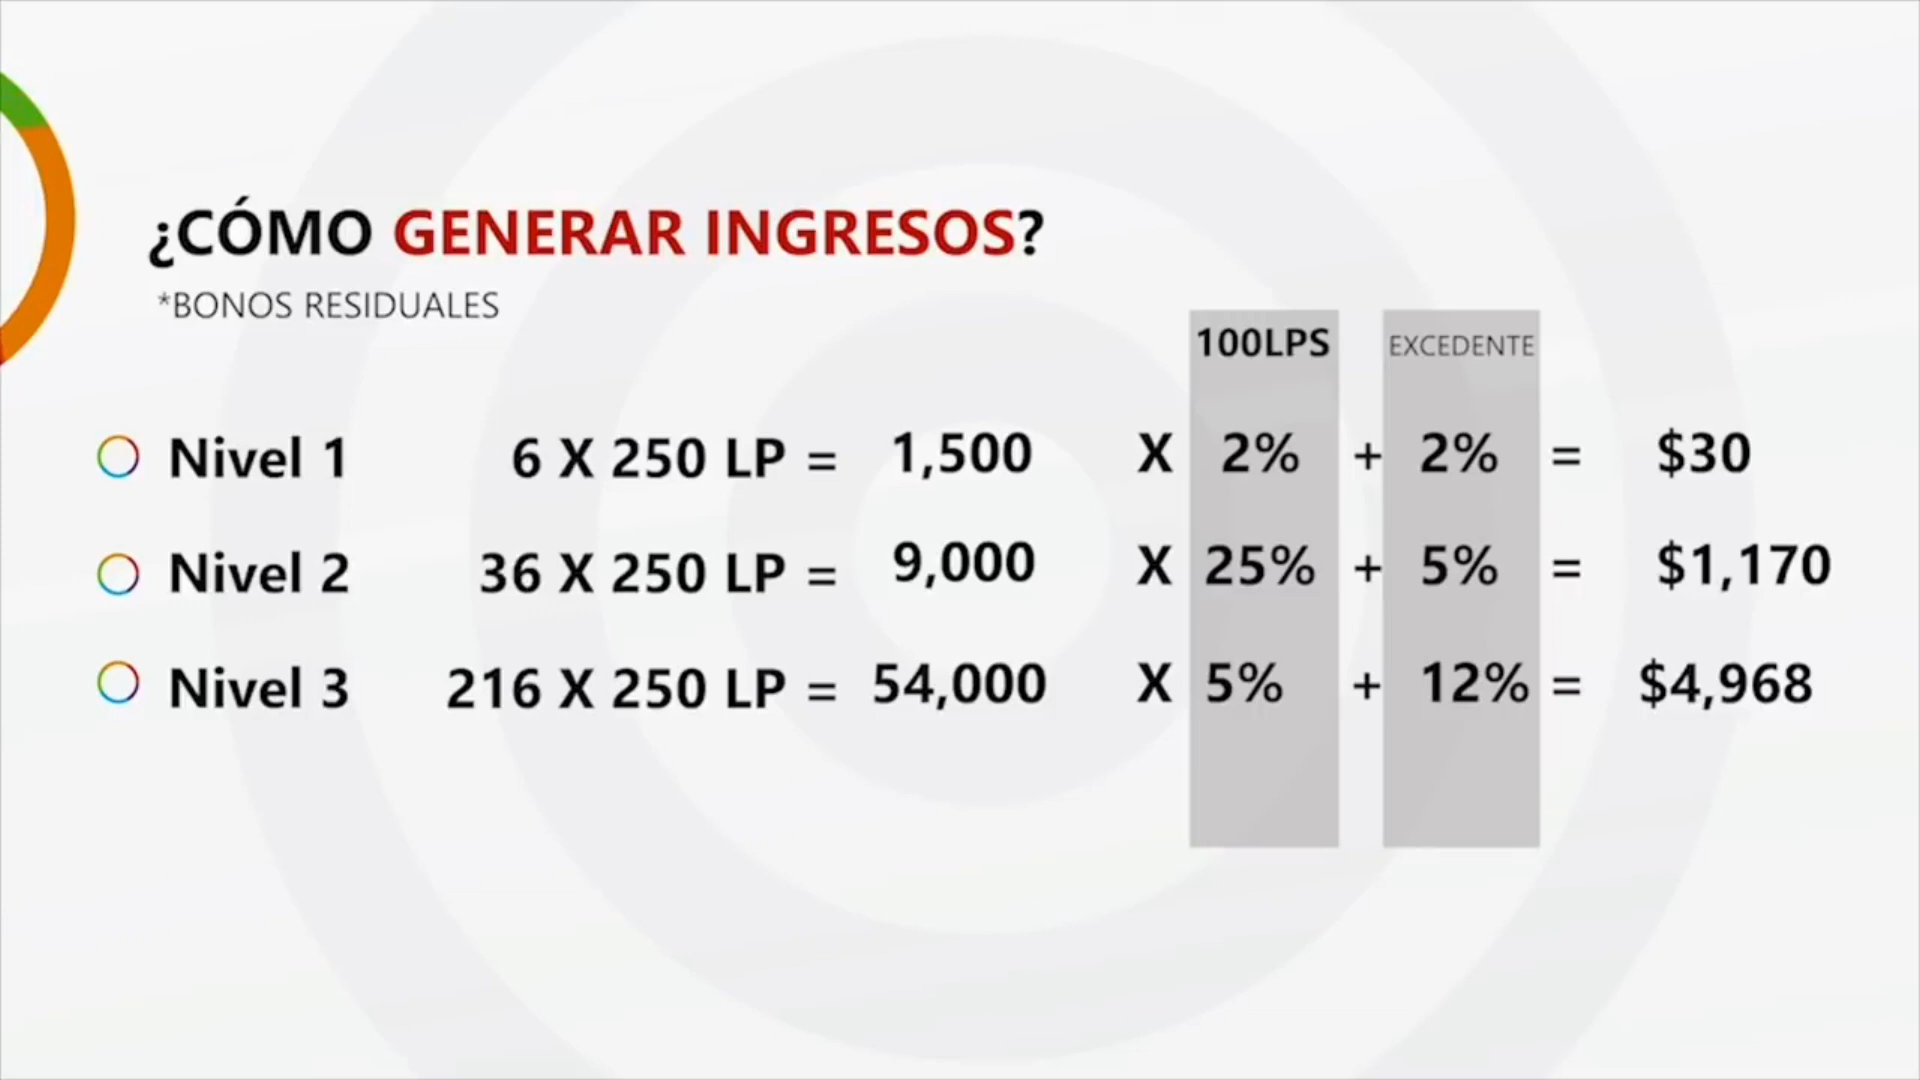 ¿CÓMO GENERAR INGRESOS?
*BONOS RESIDUALES
100LPS EXCEDENTE
Nivel 1 6 X 250 LP = 1,500 X 2% + 2% = $30
Nivel 2 36 X 250 LP = 9,000 X 25% + 5% = $1,170
Nivel 3 216 X 250 LP = 54,000 X 5% + 12% = $4,968